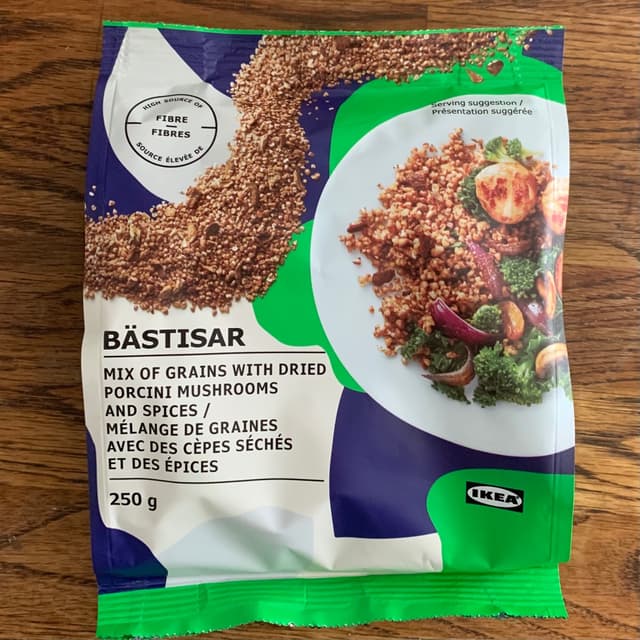 HIGH SOURCE OF
FIBRE
FIBRES
SOURCE ÉLEVÉE DE
Serving suggestion /
Présentation suggérée
BÄSTISAR
MIX OF GRAINS WITH DRIED
PORCINI MUSHROOMS
AND SPICES /
MÉLANGE DE GRAINES
AVEC DES CÈPES SÉCHÉS
ET DES ÉPICES
250 g
IKEA